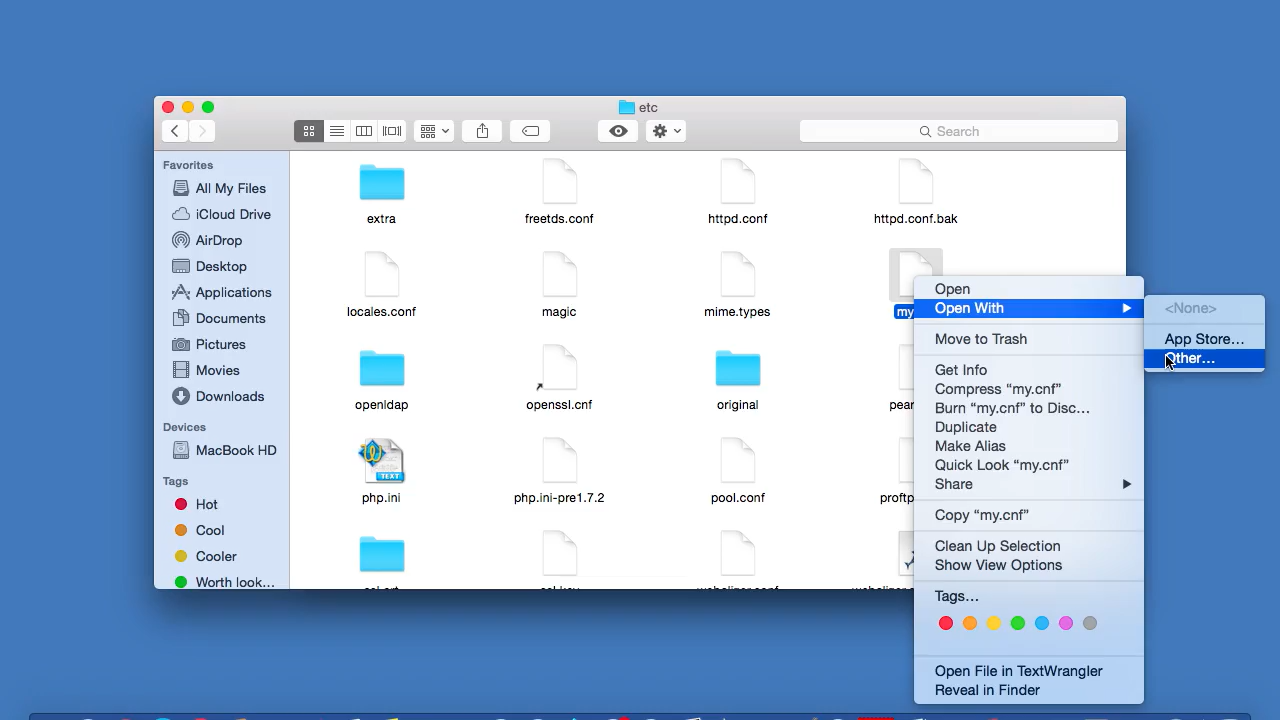 etc
Search
Favorites
All My Files
iCloud Drive
AirDrop
Desktop
Applications
Documents
Pictures
Movies
Downloads
Devices
MacBook HD
Tags
Hot
Cool
Cooler
Worth look...
extra
freetds.conf
httpd.conf
httpd.conf.bak
locales.conf
magic
mime.types
my
openldap
openssl.cnf
original
pear
TEXT
php.ini
php.ini-pre1.7.2
pool.conf
proftp
Open
Open With
Move to Trash
Get Info
Compress “my.cnf”
Burn “my.cnf” to Disc...
Duplicate
Make Alias
Quick Look “my.cnf”
Share
Copy “my.cnf”
Clean Up Selection
Show View Options
Tags...
Open File in TextWrangler
Reveal in Finder
<None>
App Store...
Other...